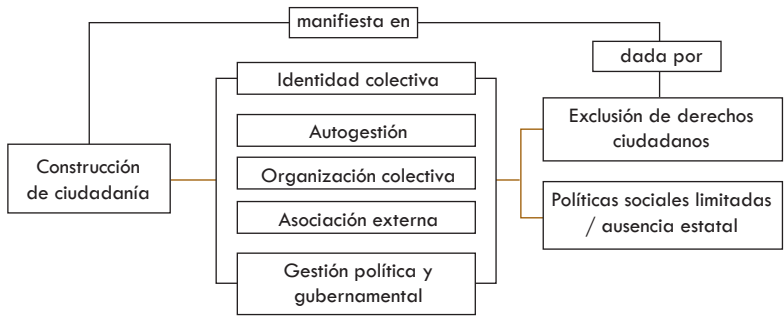 manifiesta en
dada por
Identidad colectiva
Autogestión
Organización colectiva
Asociación externa
Gestión política y
gubernamental
Construcción
de ciudadanía
Exclusión de derechos
ciudadanos
Políticas sociales limitadas
/ ausencia estatal